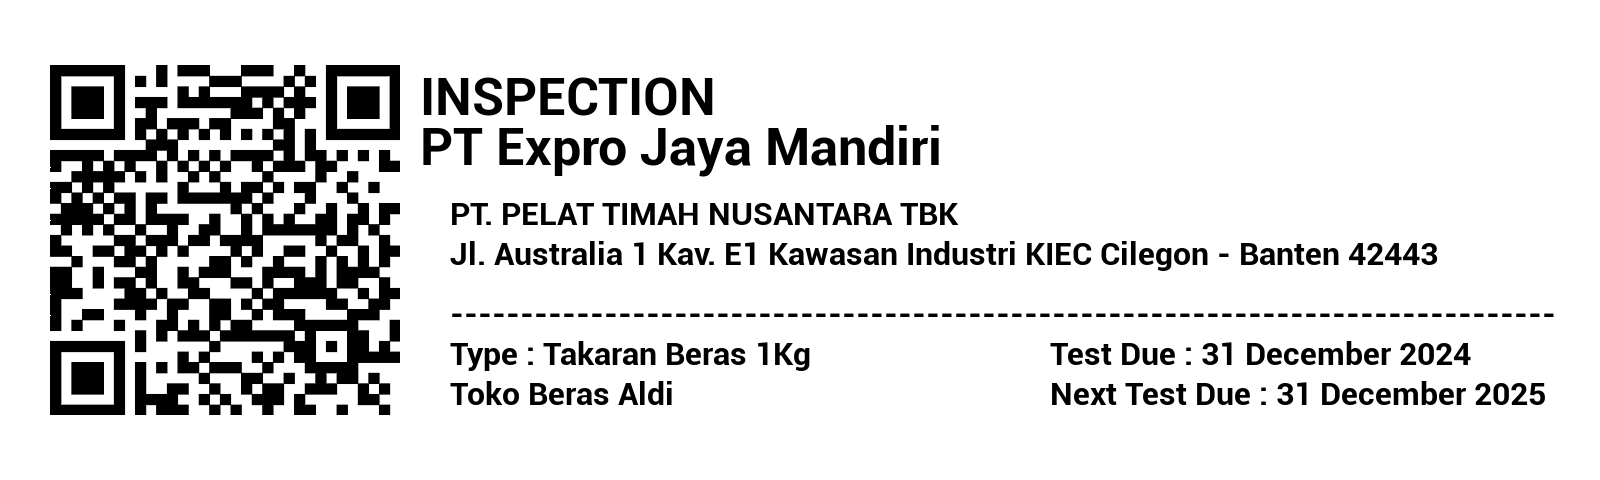 INSPECTION
PT Expro Jaya Mandiri
PT. PELAT TIMAH NUSANTARA TBK
Jl. Australia 1 Kav. E1 Kawasan Industri KIEC Cilegon - Banten 42443
-------------------------------------------------------------------------------
Type : Takaran Beras 1Kg
Toko Beras Aldi
Test Due : 31 December 2024
Next Test Due : 31 December 2025